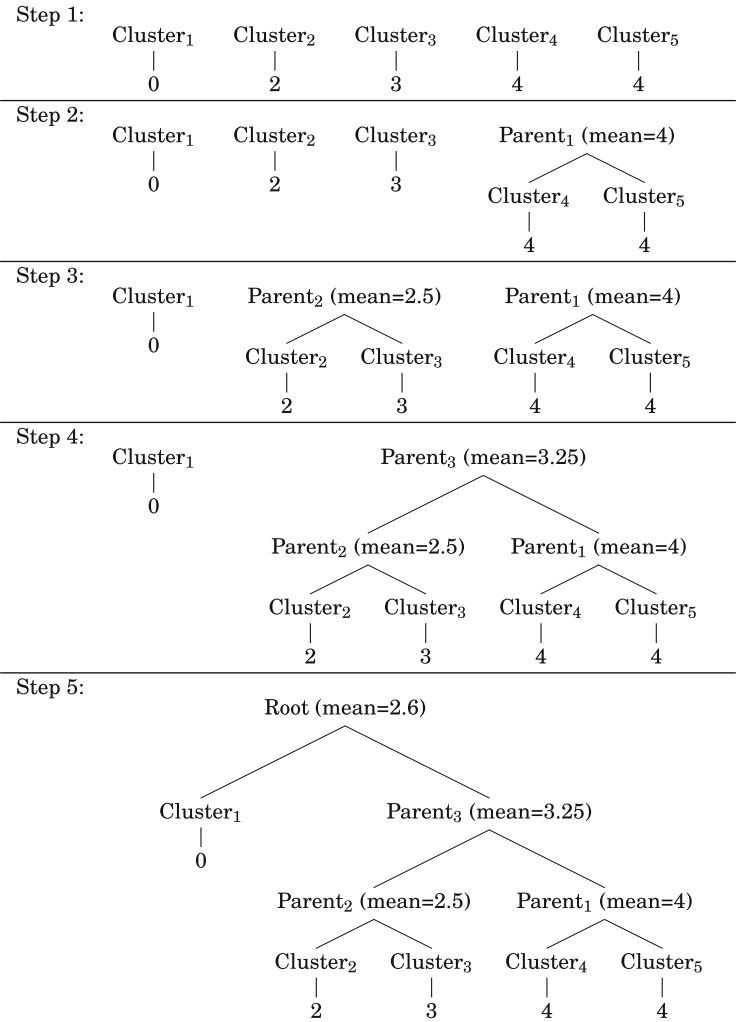 Step 1:
Cluster₁ Cluster₂ Cluster₃ Cluster₄ Cluster₅
0 2 3 4 4
Step 2:
Cluster₁ Cluster₂ Cluster₃ Parent₁ (mean=4)
0 2 3 Cluster₄ Cluster₅
4 4
Step 3:
Cluster₁ Parent₂ (mean=2.5) Parent₁ (mean=4)
0 Cluster₂ Cluster₃ Cluster₄ Cluster₅
2 3 4 4
Step 4:
Cluster₁ Parent₃ (mean=3.25)
0
Parent₂ (mean=2.5) Parent₁ (mean=4)
Cluster₂ Cluster₃ Cluster₄ Cluster₅
2 3 4 4
Step 5:
Root (mean=2.6)
Cluster₁ Parent₃ (mean=3.25)
0
Parent₂ (mean=2.5) Parent₁ (mean=4)
Cluster₂ Cluster₃ Cluster₄ Cluster₅
2 3 4 4